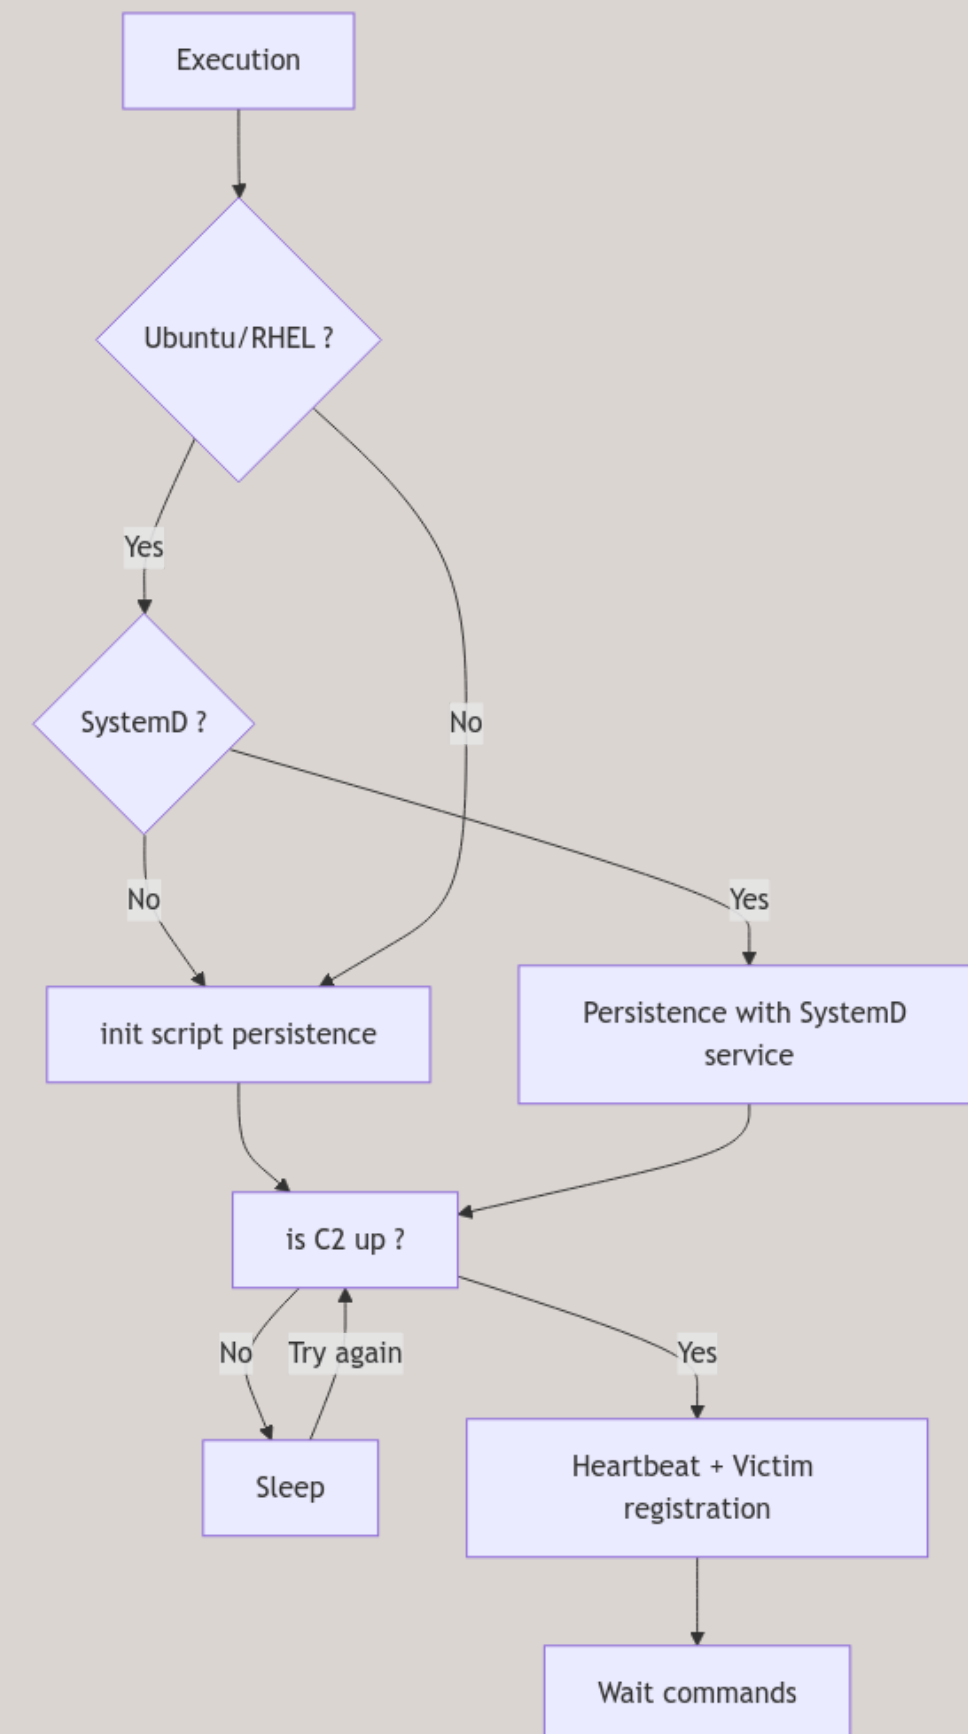 Execution
Ubuntu/RHEL ?
Yes
SystemD ?
No
No
Yes
init script persistence
Persistence with SystemD
service
is C2 up ?
No
Try again
Yes
Sleep
Heartbeat + Victim
registration
Wait commands